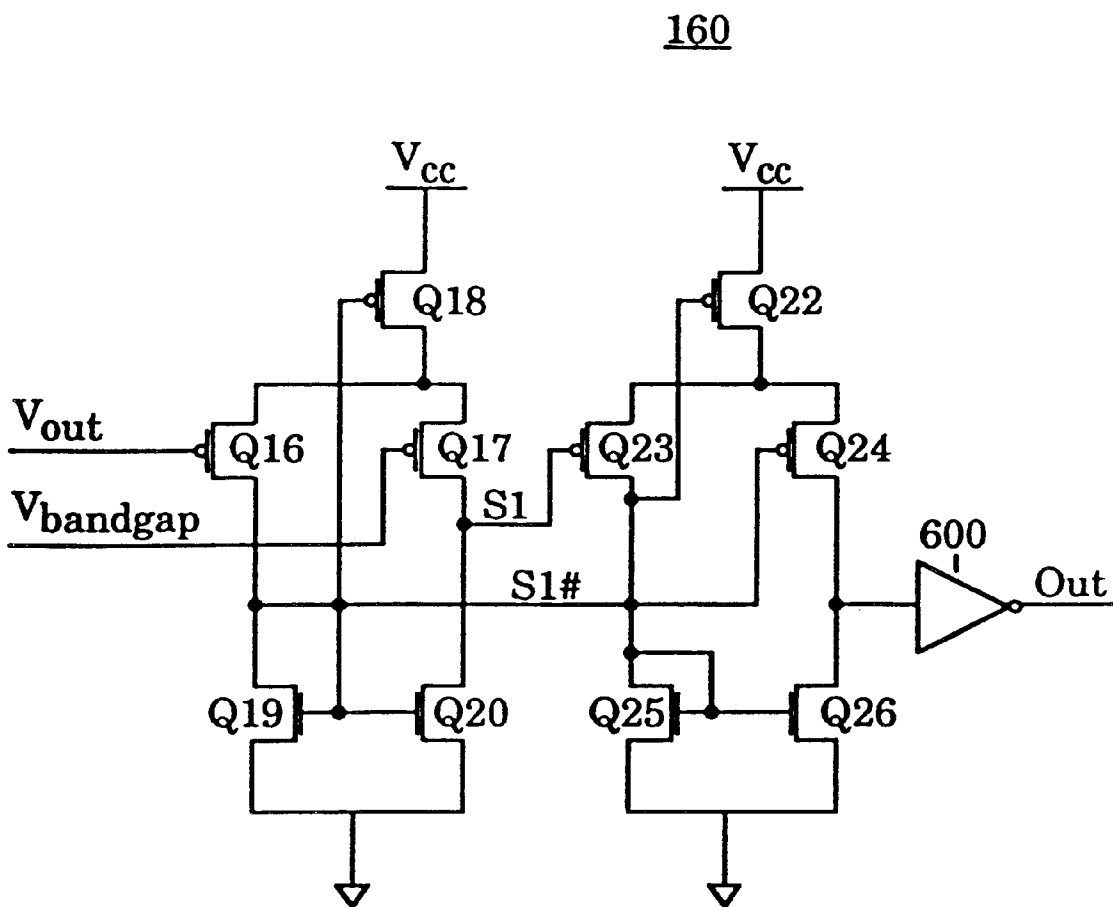 160
Vcc
Vcc
Q18
Q22
Vout
Q16
Q17
Q23
Q24
Vbandgap
S1
600
S1#
Out
Q19
Q20
Q25
Q26